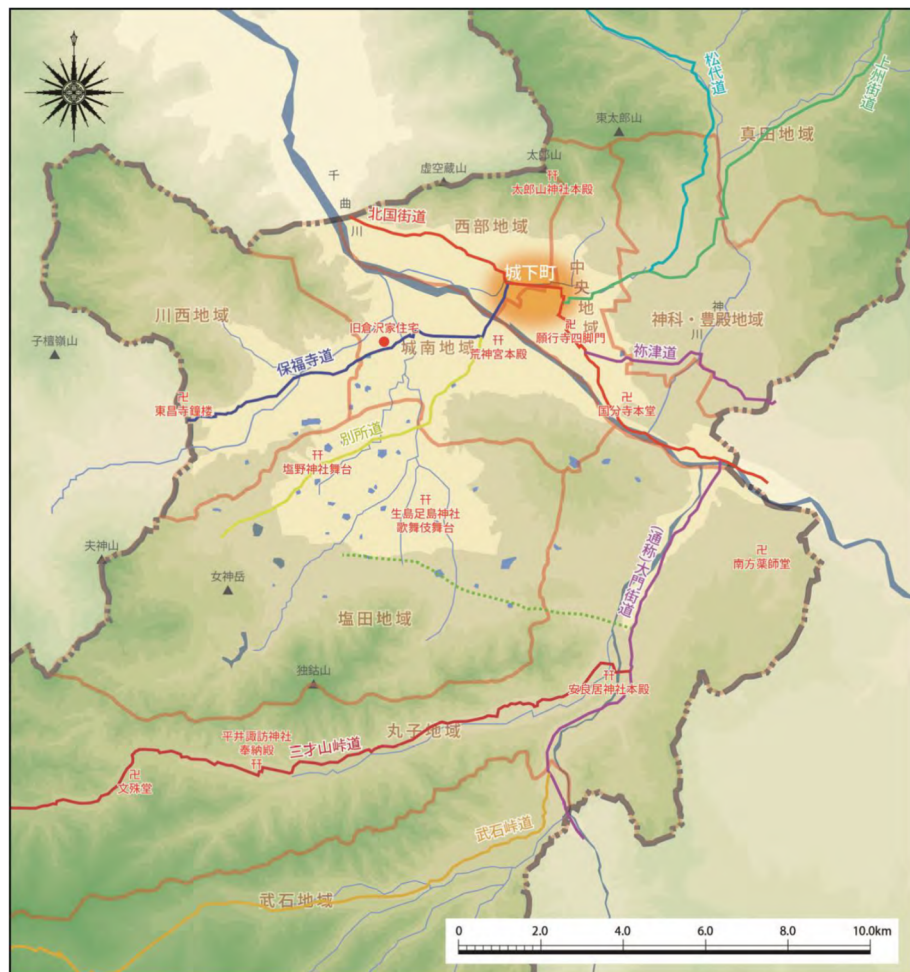 松代道
上州街道
東太郎山
真田地域
太郎山
太郎山神社本殿
虚空蔵山
千曲川
北国街道
西部地域
城下町
中央地域
神川
神科・豊殿地域
川西地域
子檀嶺山
旧倉沢家住宅
城南地域
荒神宮本殿
願行寺四脚門
保福寺道
祢津道
東昌寺鐘楼
国分寺本堂
別所道
塩野神社舞台
生島足島神社
歌舞伎舞台
夫神山
女神岳
(通称)大門街道
南方薬師堂
塩田地域
独鈷山
安良居神社本殿
平井諏訪神社
奉納殿
三才山峠道
丸子地域
文殊堂
武石峠道
武石地域
0 2.0 4.0 6.0 8.0 10.0km